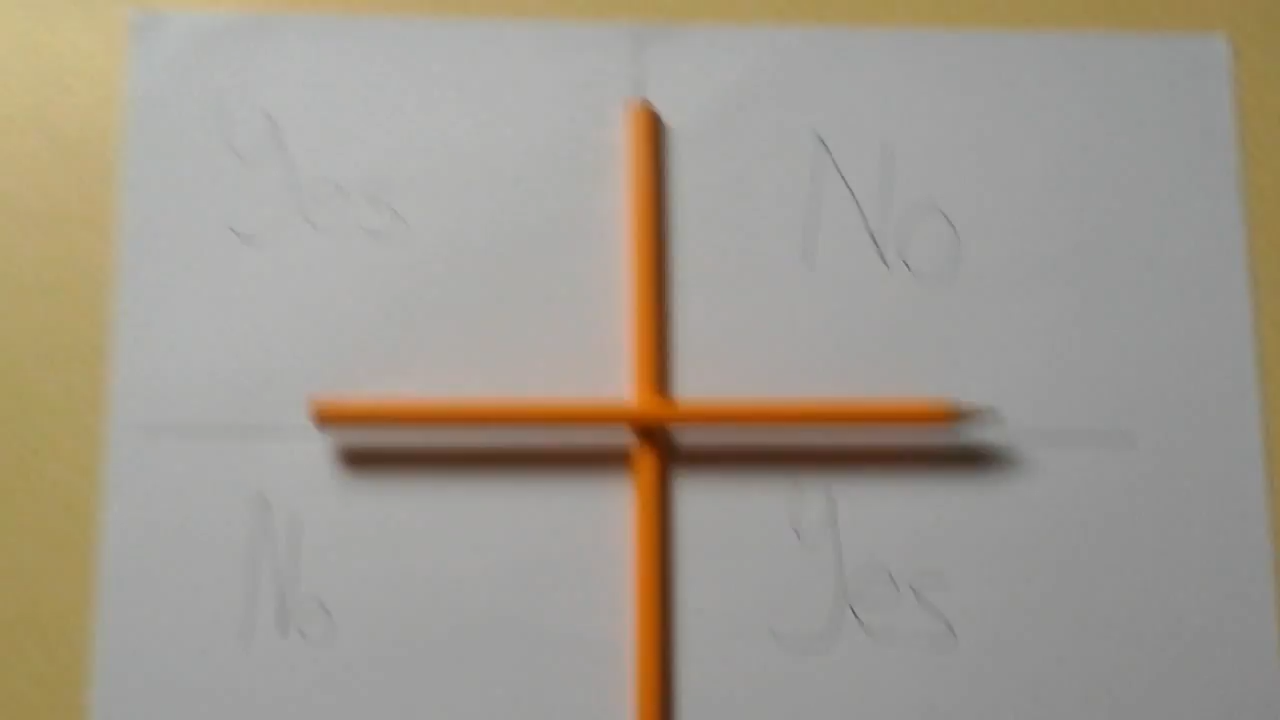 Yes No
No Yes